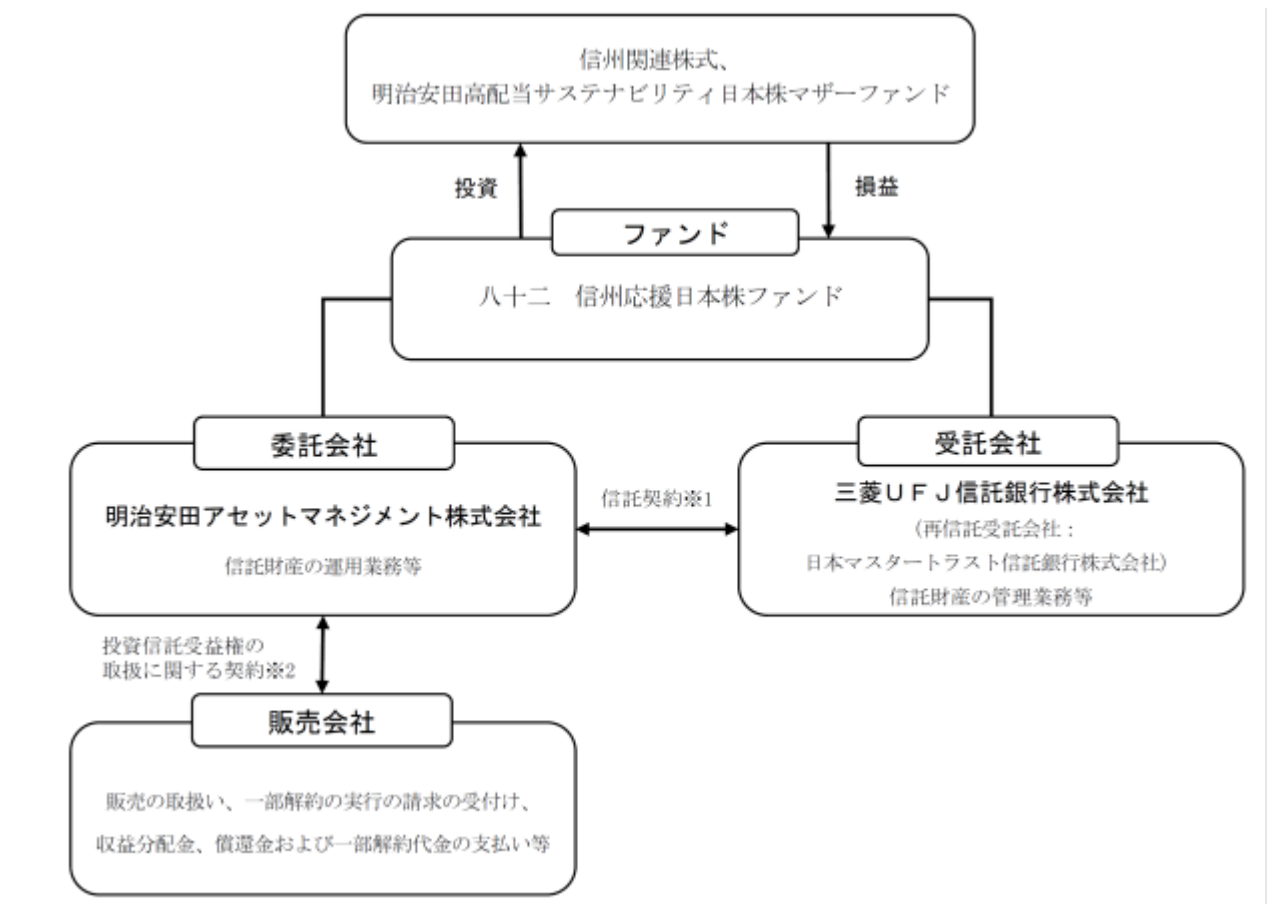 信州関連株式、
明治安田高配当サステナビリティ日本株マザーファンド
投資
損益
ファンド
八十二　信州応援日本株ファンド
委託会社
明治安田アセットマネジメント株式会社
信託財産の運用業務等
信託契約※1
受託会社
三菱ＵＦＪ信託銀行株式会社
（再信託受託会社：
日本マスタートラスト信託銀行株式会社）
信託財産の管理業務等
投資信託受益権の
取扱に関する契約※2
販売会社
販売の取扱い、一部解約の実行の請求の受付け、
収益分配金、償還金および一部解約代金の支払い等